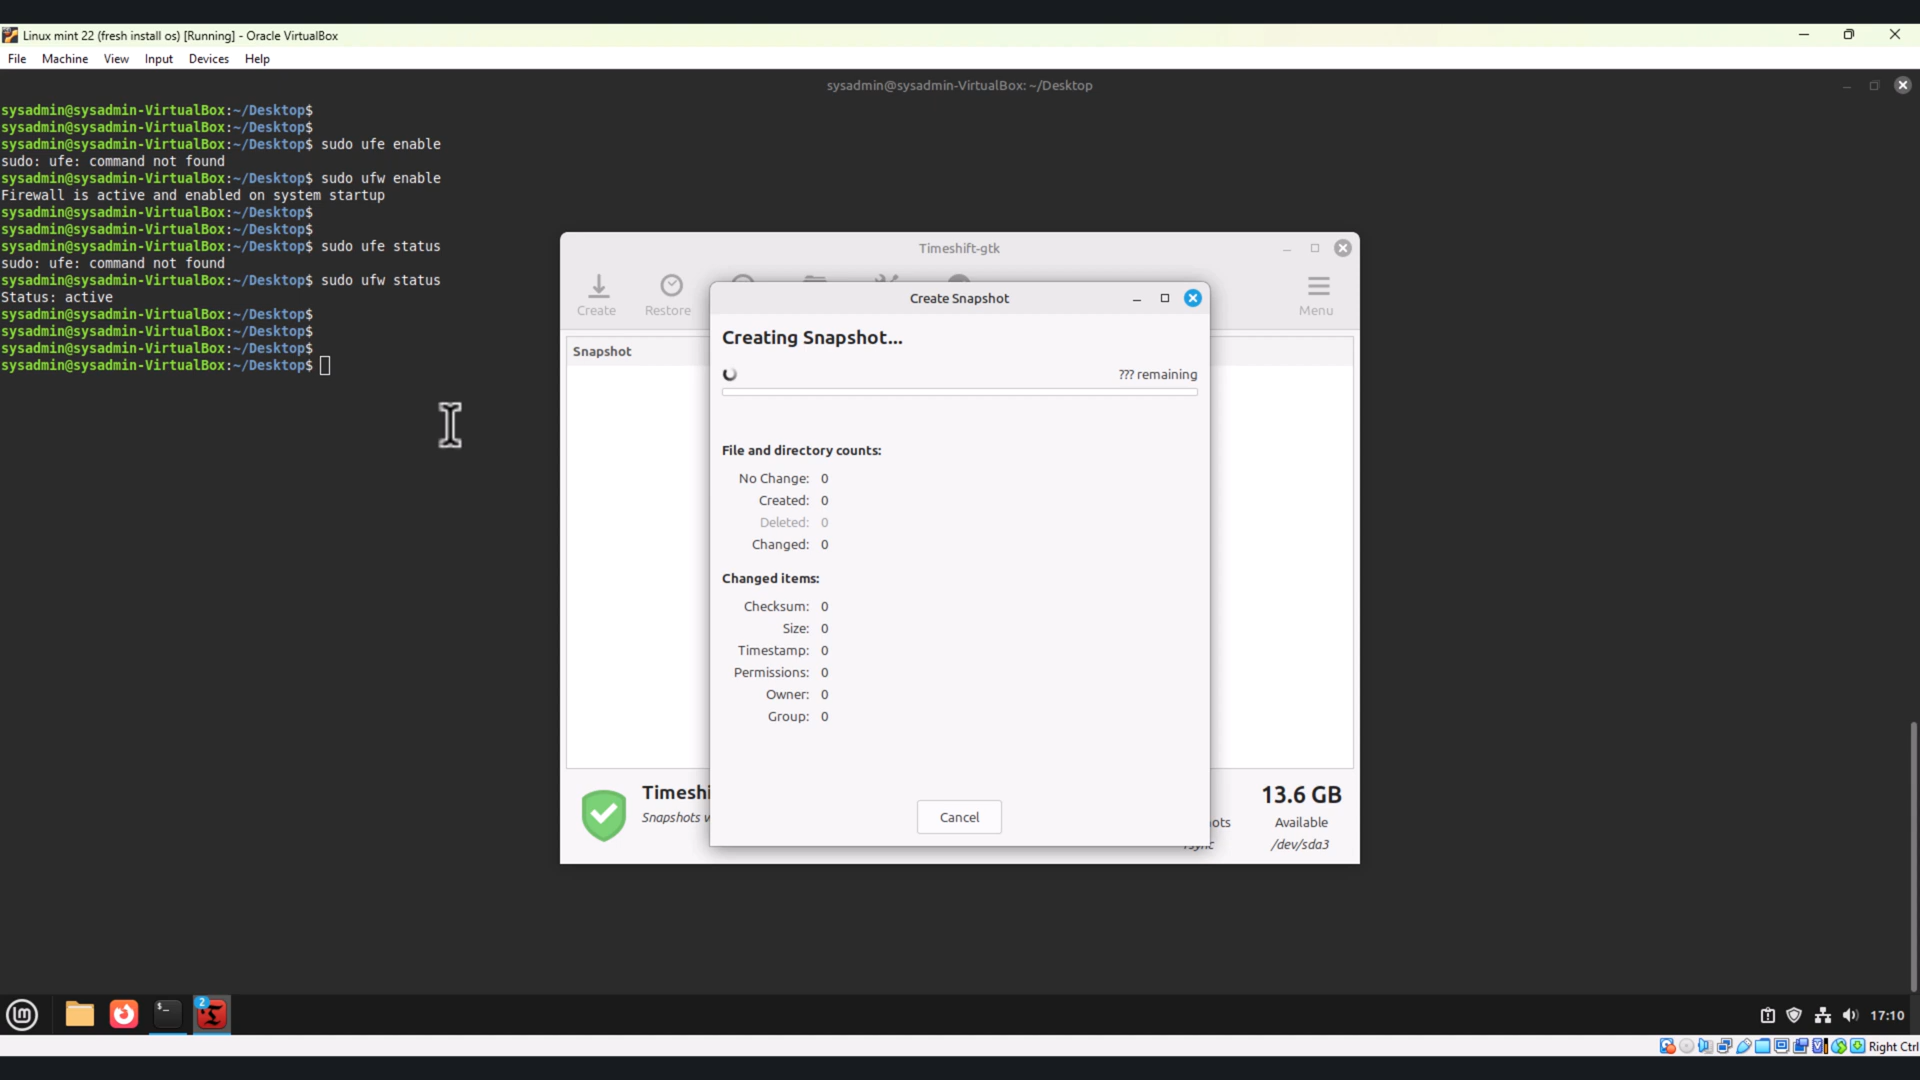 Linux mint 22 (fresh install os) [Running] - Oracle VirtualBox
File Machine View Input Devices Help
sysadmin@sysadmin-VirtualBox: ~/Desktop
sysadmin@sysadmin-VirtualBox:~/Desktop$
sysadmin@sysadmin-VirtualBox:~/Desktop$
sysadmin@sysadmin-VirtualBox:~/Desktop$ sudo ufe enable
sudo: ufe: command not found
sysadmin@sysadmin-VirtualBox:~/Desktop$ sudo ufw enable
Firewall is active and enabled on system startup
sysadmin@sysadmin-VirtualBox:~/Desktop$
sysadmin@sysadmin-VirtualBox:~/Desktop$
sysadmin@sysadmin-VirtualBox:~/Desktop$ sudo ufe status
sudo: ufe: command not found
sysadmin@sysadmin-VirtualBox:~/Desktop$ sudo ufw status
Status: active
sysadmin@sysadmin-VirtualBox:~/Desktop$
sysadmin@sysadmin-VirtualBox:~/Desktop$
sysadmin@sysadmin-VirtualBox:~/Desktop$
sysadmin@sysadmin-VirtualBox:~/Desktop$
Timeshift-gtk
Create Restore Menu
Snapshot
Create Snapshot
Creating Snapshot...
??? remaining
File and directory counts:
No Change: 0
Created: 0
Deleted: 0
Changed: 0
Changed items:
Checksum: 0
Size: 0
Timestamp: 0
Permissions: 0
Owner: 0
Group: 0
Cancel
Timeshi
Snapshots
13.6 GB
ots
Available
rsync
/dev/sda3
2
17:10
Right Ctrl